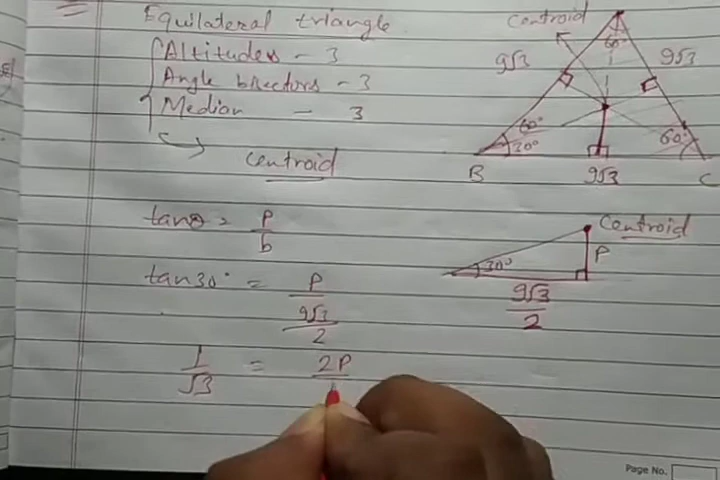 Equilateral triangle
Altitudes - 3
Angle bisectors - 3
Median - 3
centroid
Centroid
60°
9√3
9√3
60°
30°
60°
B
9√3
C
tanθ = P/b
tan30° = P/(9√3/2)
1/√3 = 2P
Centroid
30°
P
9√3/2
Page No.